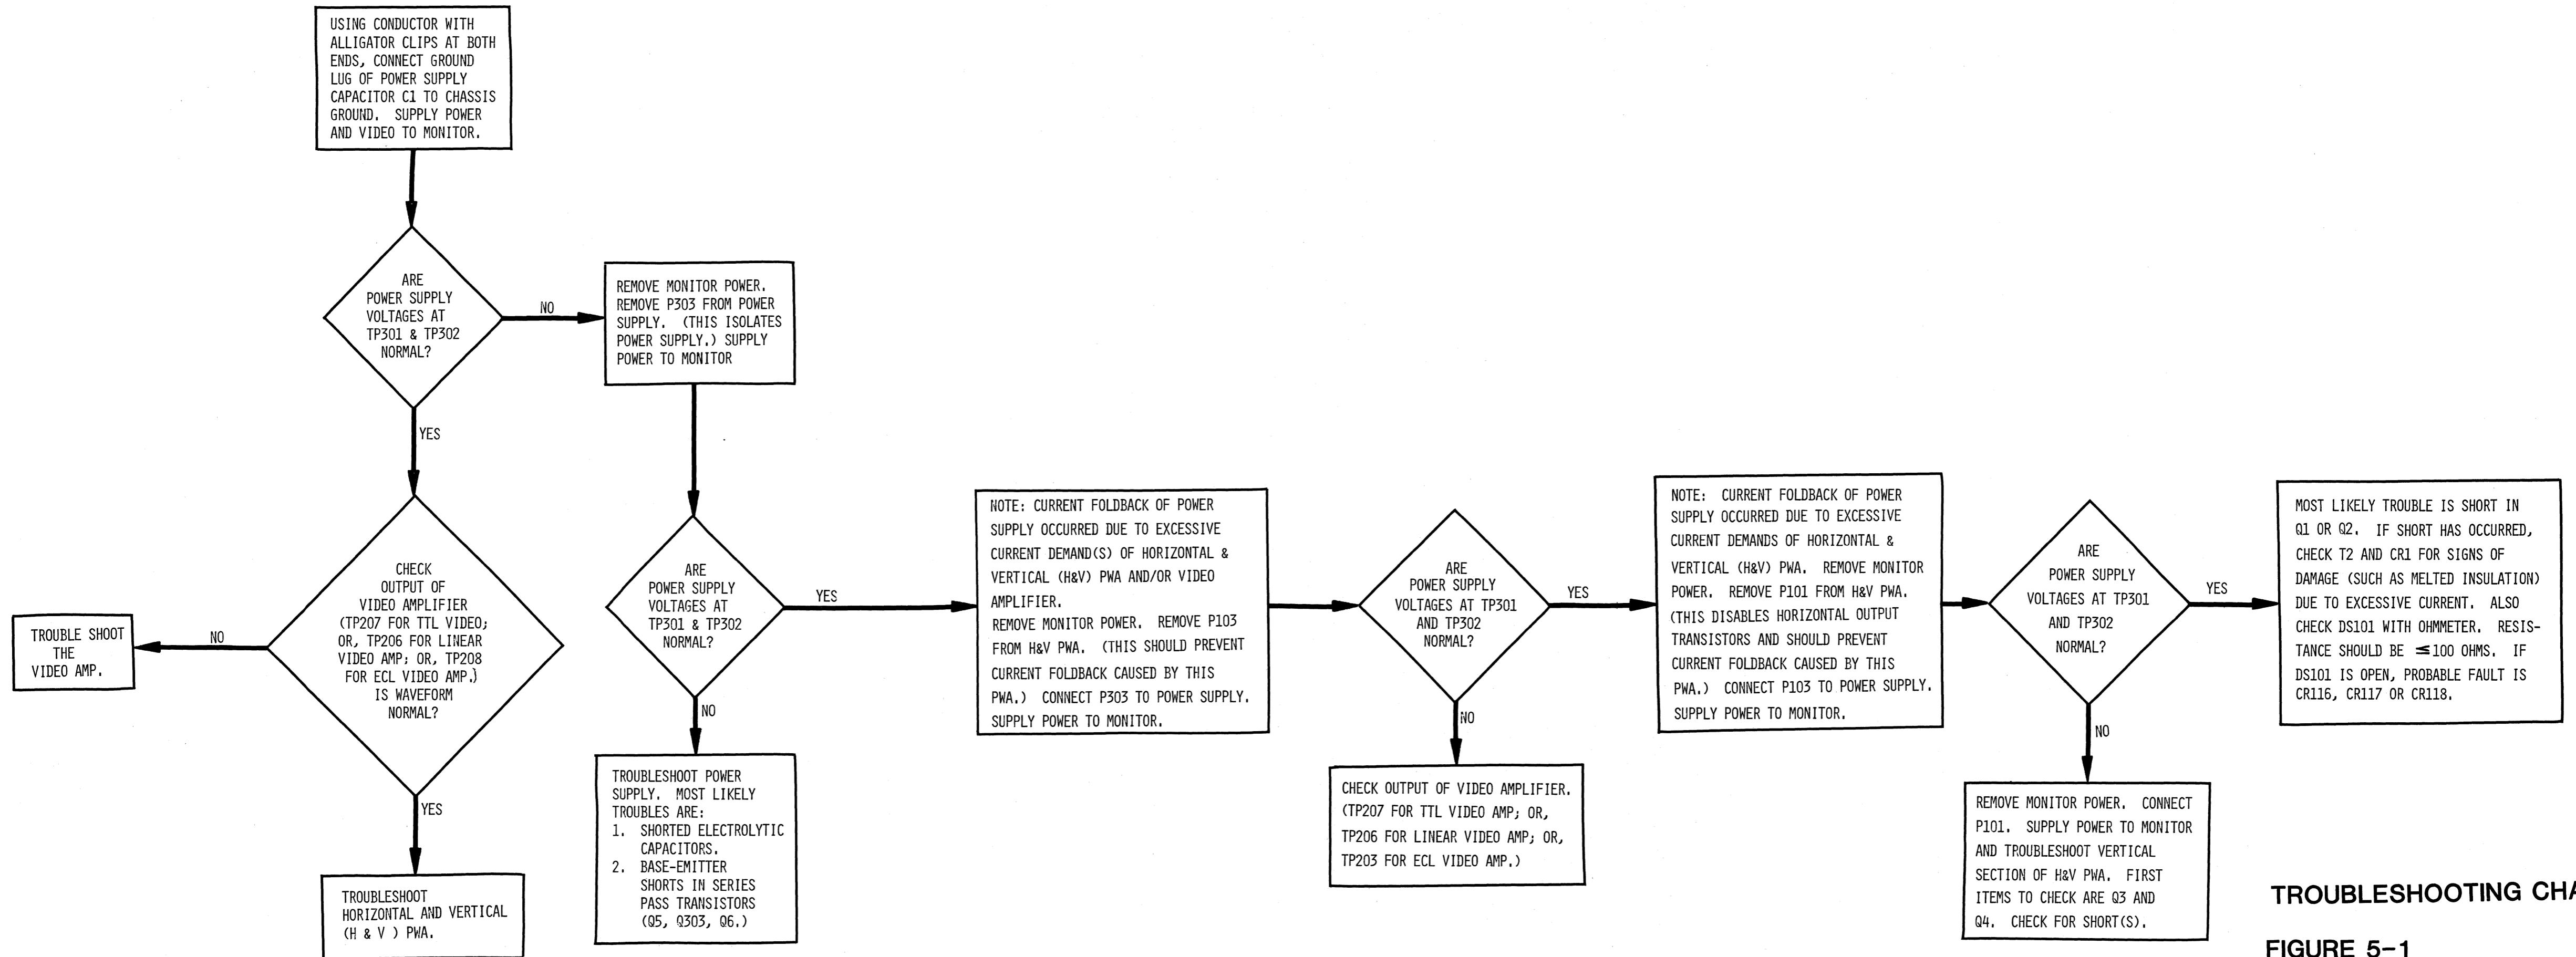 USING CONDUCTOR WITH
ALLIGATOR CLIPS AT BOTH
ENDS, CONNECT GROUND
LUG OF POWER SUPPLY
CAPACITOR C1 TO CHASSIS
GROUND. SUPPLY POWER
AND VIDEO TO MONITOR.
ARE
POWER SUPPLY
VOLTAGES AT
TP301 & TP302
NORMAL?
NO
YES
REMOVE MONITOR POWER.
REMOVE P303 FROM POWER
SUPPLY. (THIS ISOLATES
POWER SUPPLY.) SUPPLY
POWER TO MONITOR
CHECK
OUTPUT OF
VIDEO AMPLIFIER
(TP207 FOR TTL VIDEO;
OR, TP206 FOR LINEAR
VIDEO AMP; OR, TP208
FOR ECL VIDEO AMP.)
IS WAVEFORM
NORMAL?
NO
TROUBLE SHOOT
THE
VIDEO AMP.
YES
TROUBLESHOOT
HORIZONTAL AND VERTICAL
(H & V ) PWA.
ARE
POWER SUPPLY
VOLTAGES AT
TP301 & TP302
NORMAL?
YES
NO
TROUBLESHOOT POWER
SUPPLY. MOST LIKELY
TROUBLES ARE:
1. SHORTED ELECTROLYTIC
CAPACITORS.
2. BASE-EMITTER
SHORTS IN SERIES
PASS TRANSISTORS
(Q5, Q303, Q6.)
NOTE: CURRENT FOLDBACK OF POWER
SUPPLY OCCURRED DUE TO EXCESSIVE
CURRENT DEMAND(S) OF HORIZONTAL &
VERTICAL (H&V) PWA AND/OR VIDEO
AMPLIFIER.
REMOVE MONITOR POWER. REMOVE P103
FROM H&V PWA. (THIS SHOULD PREVENT
CURRENT FOLDBACK CAUSED BY THIS
PWA.) CONNECT P303 TO POWER SUPPLY.
SUPPLY POWER TO MONITOR.
ARE
POWER SUPPLY
VOLTAGES AT TP301
AND TP302
NORMAL?
YES
NO
CHECK OUTPUT OF VIDEO AMPLIFIER.
(TP207 FOR TTL VIDEO AMP; OR,
TP206 FOR LINEAR VIDEO AMP; OR,
TP203 FOR ECL VIDEO AMP.)
NOTE: CURRENT FOLDBACK OF POWER
SUPPLY OCCURRED DUE TO EXCESSIVE
CURRENT DEMANDS OF HORIZONTAL &
VERTICAL (H&V) PWA. REMOVE MONITOR
POWER. REMOVE P101 FROM H&V PWA.
(THIS DISABLES HORIZONTAL OUTPUT
TRANSISTORS AND SHOULD PREVENT
CURRENT FOLDBACK CAUSED BY THIS
PWA.) CONNECT P103 TO POWER SUPPLY.
SUPPLY POWER TO MONITOR.
ARE
POWER SUPPLY
VOLTAGES AT TP301
AND TP302
NORMAL?
YES
NO
REMOVE MONITOR POWER. CONNECT
P101. SUPPLY POWER TO MONITOR
AND TROUBLESHOOT VERTICAL
SECTION OF H&V PWA. FIRST
ITEMS TO CHECK ARE Q3 AND
Q4. CHECK FOR SHORT(S).
MOST LIKELY TROUBLE IS SHORT IN
Q1 OR Q2. IF SHORT HAS OCCURRED,
CHECK T2 AND CR1 FOR SIGNS OF
DAMAGE (SUCH AS MELTED INSULATION)
DUE TO EXCESSIVE CURRENT. ALSO
CHECK DS101 WITH OHMMETER. RESIS-
TANCE SHOULD BE ≤100 OHMS. IF
DS101 IS OPEN, PROBABLE FAULT IS
CR116, CR117 OR CR118.
TROUBLESHOOTING CHA
FIGURE 5-1